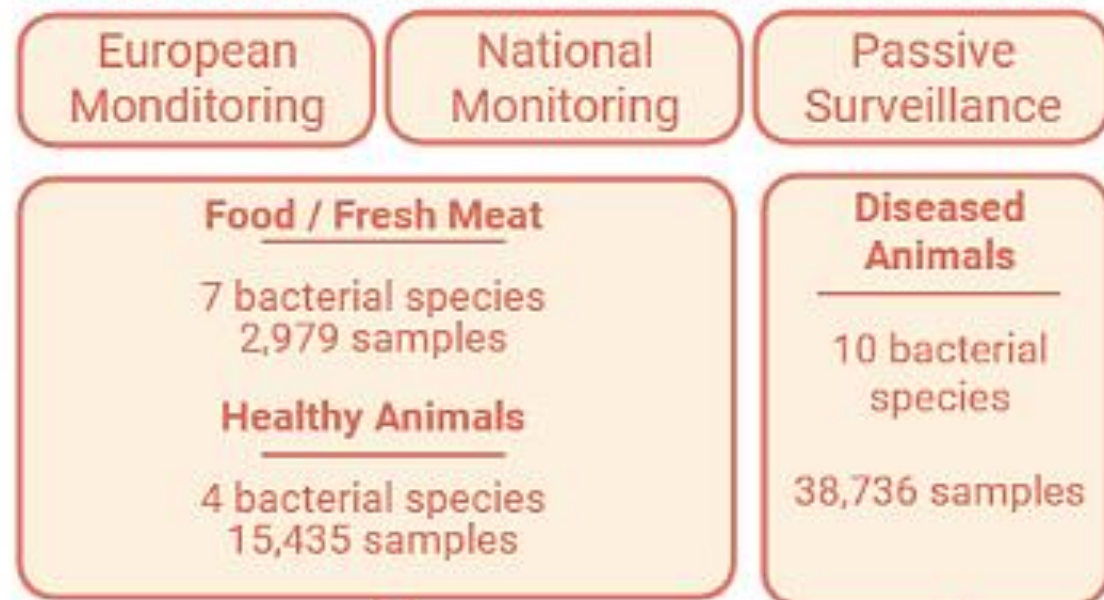 European
Monditoring
National
Monitoring
Passive
Surveillance
Food / Fresh Meat
7 bacterial species
2,979 samples
Healthy Animals
4 bacterial species
15,435 samples
Diseased
Animals
10 bacterial
species
38,736 samples